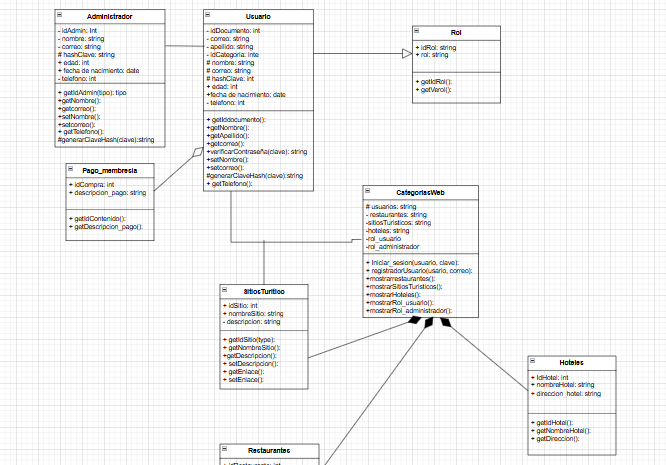 Administrador
- idAdmin: Int
- nombre: string
- correo: string
# hashClave: string
+ edad: int
+ fecha de nacimiento: date
- telefono: int
+ getIdAdmin(tipo): tipo
+getNombre():
+getcorreo():
+setNombre():
+setcorreo():
+ getTelefono():
#generarClaveHash(clave):string
Usuario
- idDocumento: int
- correo: string
- apellido: string
- idCategoria: inte
# nombre: string
# correo: string
# hashClave: int
+ edad: int
+fecha de nacimiento: date
- telefono: int
+ getIddocumento():
+getNombre():
+getApellido():
+getcorreo():
+verificarContraseña(clave): string
+setNombre():
+setcorreo():
#generarClaveHash(clave):string
+ getTelefono():
Rol
+ idRol: string
+ rol: string
+ getIdRol():
+ getVerol():
Pago_membresia
+ idCompra: int
+ descripcion_pago: string
+ getIdContenido():
+ getDescripcion_pago():
CategoriasWeb
# usuarios: string
- restaurantes: string
-sitiosTuristicos: string
-hoteles: string
-rol_usuario
-rol_administrador
+ Iniciar_sesion(usuario, clave):
+ registradorUsuario(usario, correo):
+mostrarrestaurantes():
+mostrarSitiosTuristicos():
+mostrarHoteles():
+mostrarRol_usuario():
+mostrarRol_administrador():
SitiosTuritico
+ idSitio: int
+ nombreSitio: string
- descripcion: string
+ getIdSitio(type):
+ getNombreSitio():
+getDescripcion():
+ setDescripcion():
+ getEnlace():
+ setEnlace():
Hoteles
+ IdHotel: int
+ nombreHotel: string
+ direccion_hotel: string
+ getIdHotel():
+ getNombreHotel():
+ getDireccion():
Restaurantes